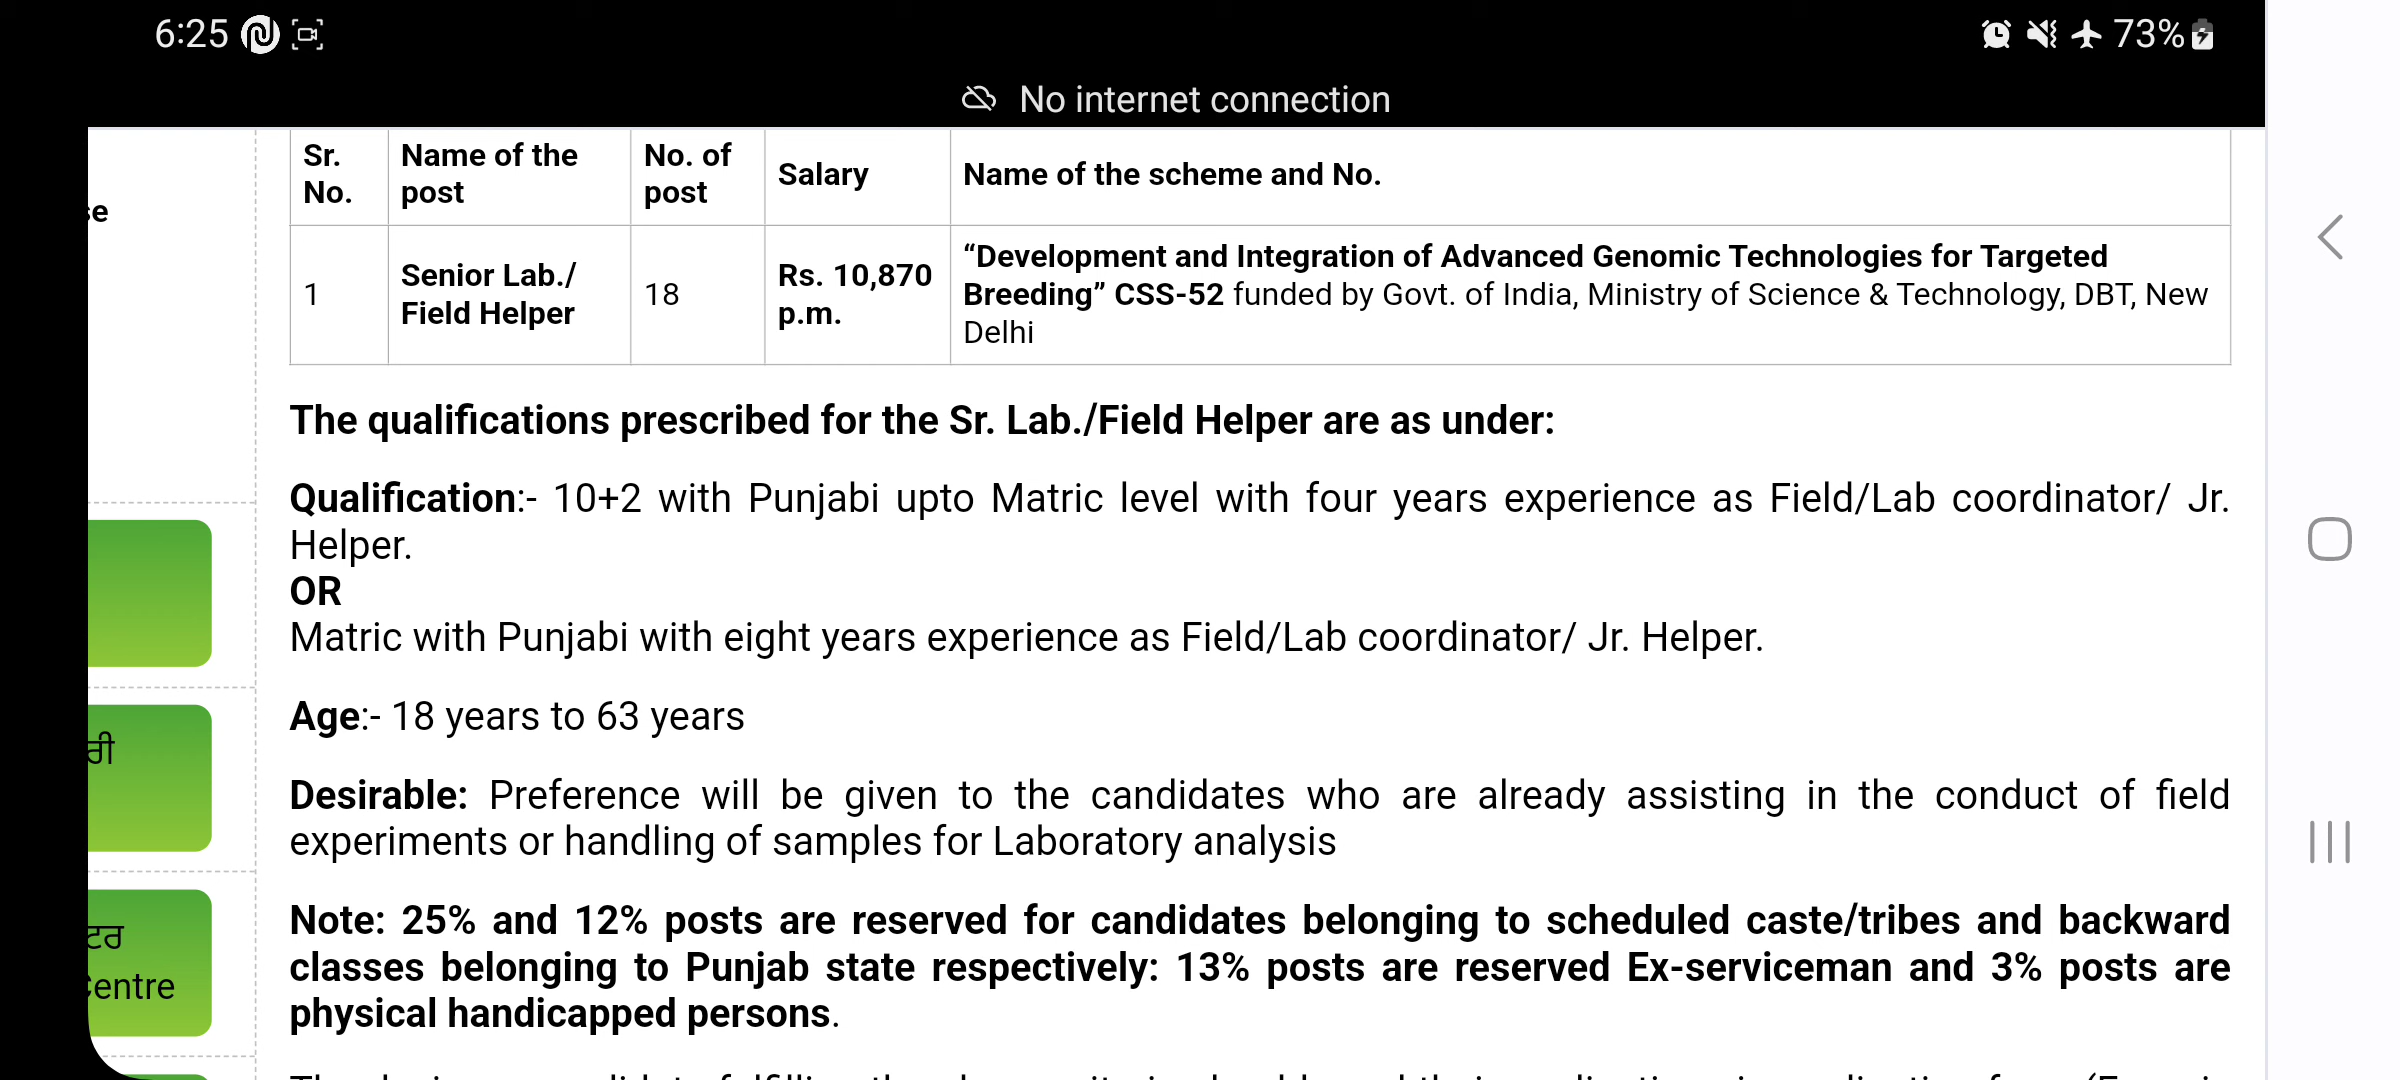 6:25
73%
No internet connection
Sr. No.
Name of the post
No. of post
Salary
Name of the scheme and No.
1
Senior Lab./ Field Helper
18
Rs. 10,870 p.m.
“Development and Integration of Advanced Genomic Technologies for Targeted
Breeding” CSS-52 funded by Govt. of India, Ministry of Science & Technology, DBT, New
Delhi
The qualifications prescribed for the Sr. Lab./Field Helper are as under:
Qualification:- 10+2 with Punjabi upto Matric level with four years experience as Field/Lab coordinator/ Jr.
Helper.
OR
Matric with Punjabi with eight years experience as Field/Lab coordinator/ Jr. Helper.
Age:- 18 years to 63 years
Desirable: Preference will be given to the candidates who are already assisting in the conduct of field
experiments or handling of samples for Laboratory analysis
Note: 25% and 12% posts are reserved for candidates belonging to scheduled caste/tribes and backward
classes belonging to Punjab state respectively: 13% posts are reserved Ex-serviceman and 3% posts are
physical handicapped persons.
Centre